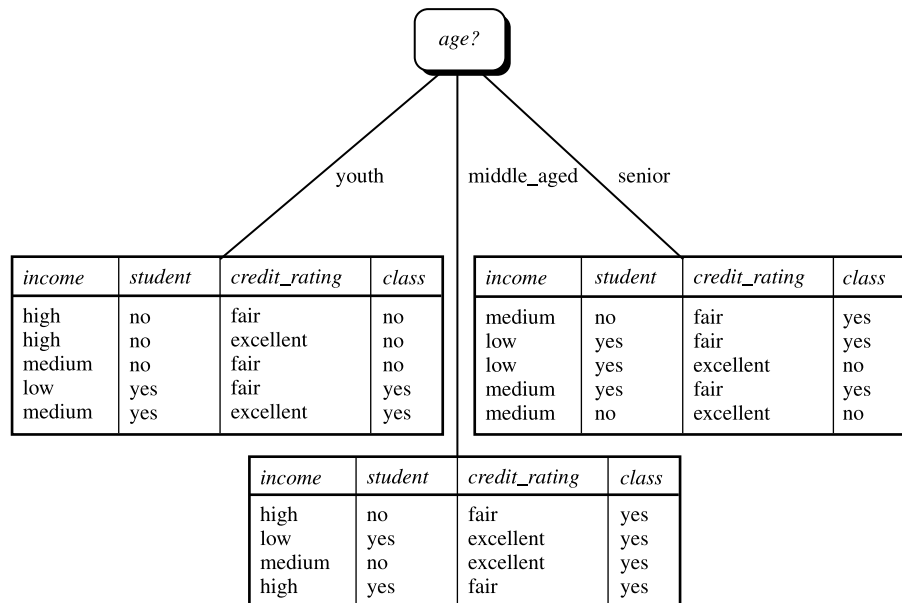 age?
youth
middle_aged
senior
income student credit_rating class
high no fair no
high no excellent no
medium no fair no
low yes fair yes
medium yes excellent yes
income student credit_rating class
medium no fair yes
low yes fair yes
low yes excellent no
medium yes fair yes
medium no excellent no
income student credit_rating class
high no fair yes
low yes excellent yes
medium no excellent yes
high yes fair yes